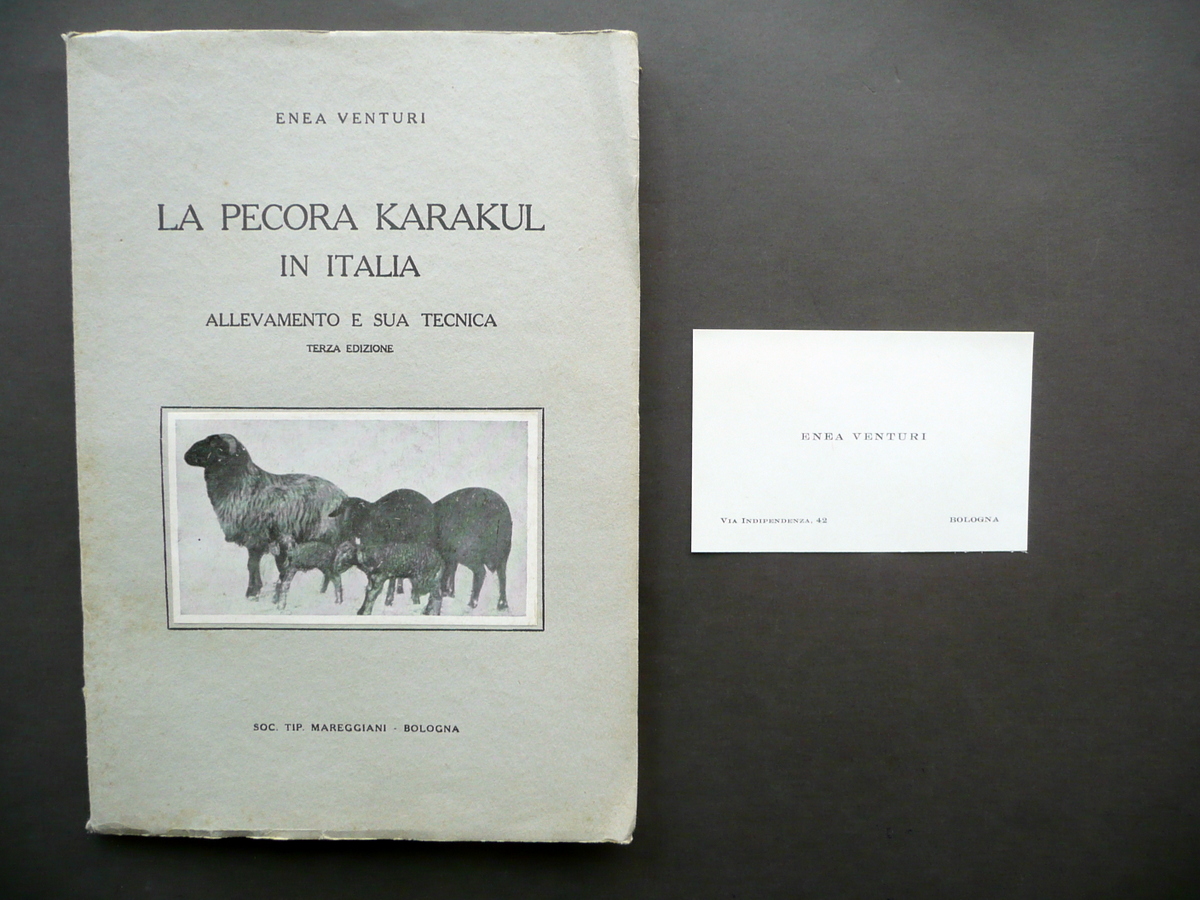 ENEA VENTURI
LA PECORA KARAKUL
IN ITALIA
ALLEVAMENTO E SUA TECNICA
TERZA EDIZIONE
SOC. TIP. MAREGGIANI - BOLOGNA
ENEA VENTURI
VIA INDIPENDENZA, 42
BOLOGNA